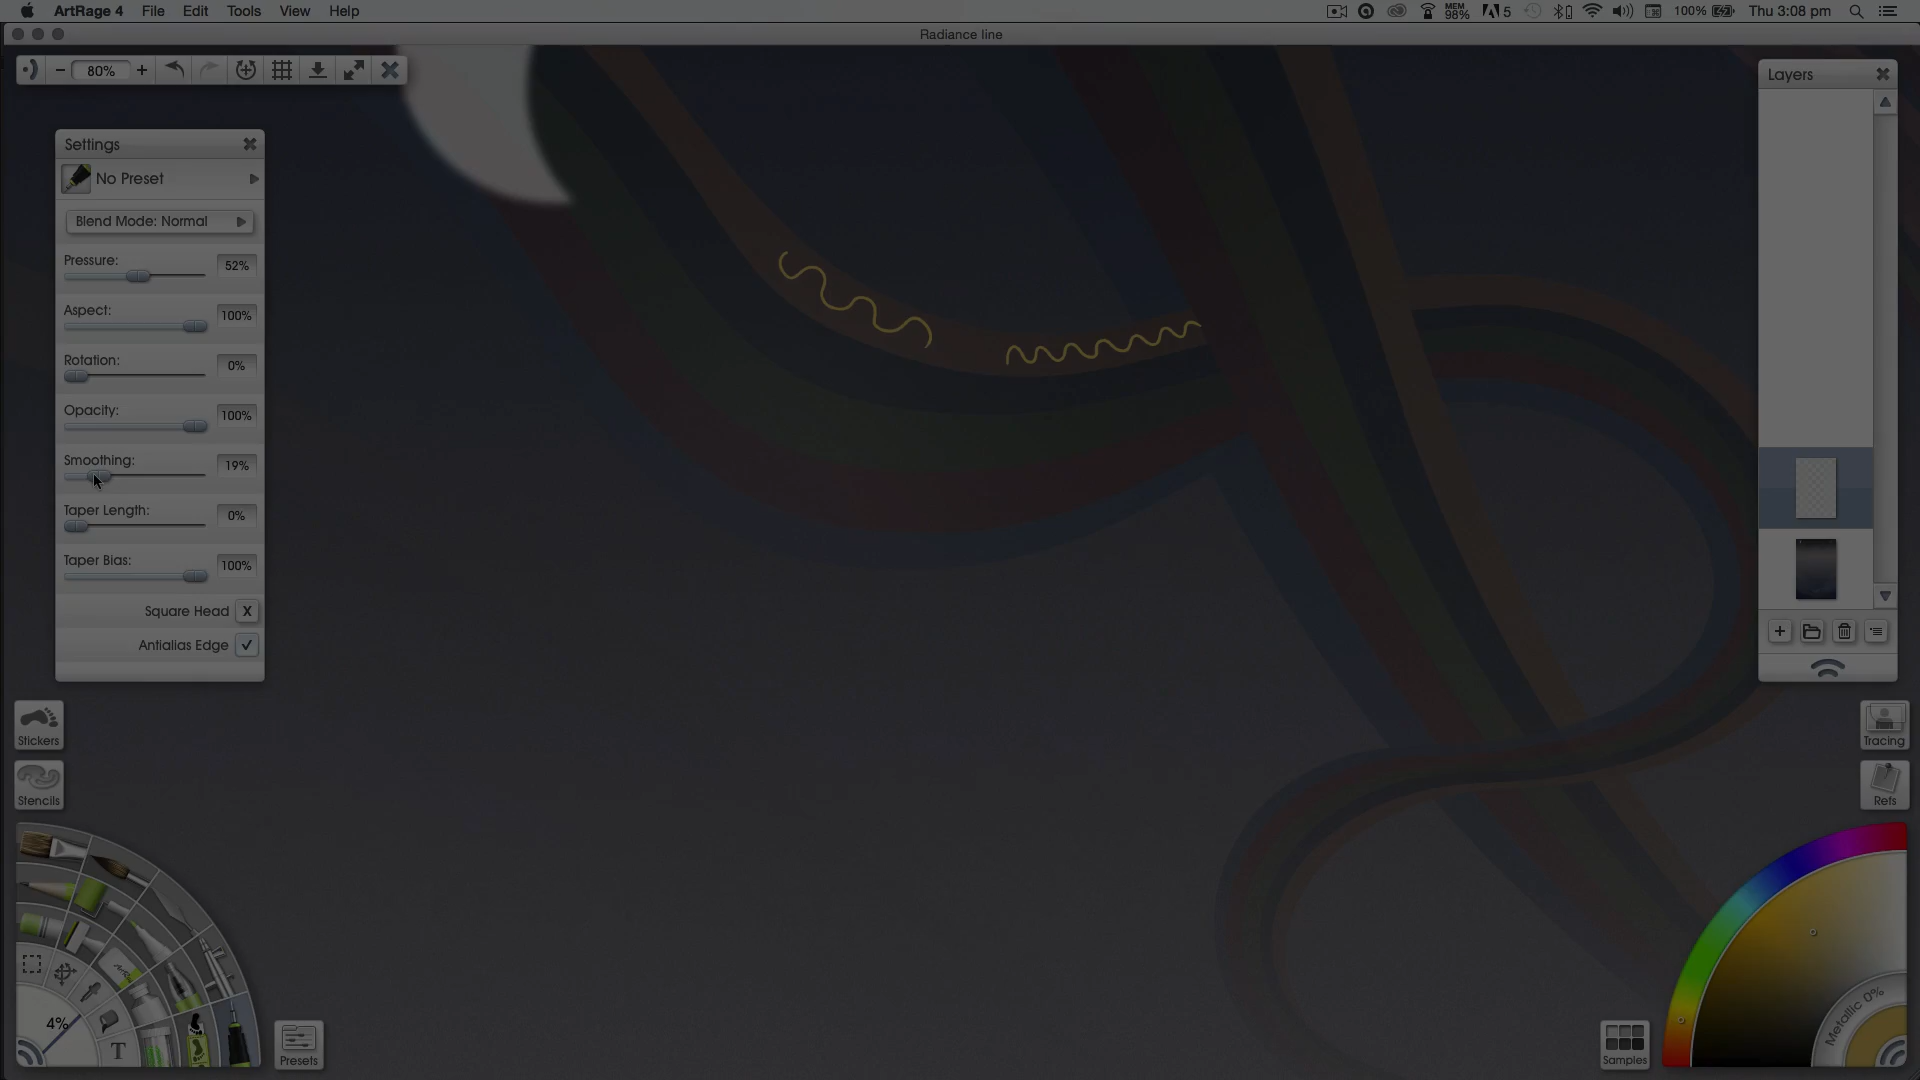 ArtRage 4 File Edit Tools View Help
MEM 98% 5 100% Thu 3:08 pm
Radiance line
80%
Layers
Settings
No Preset
Blend Mode: Normal
Pressure: 52%
Aspect: 100%
Rotation: 0%
Opacity: 100%
Smoothing: 19%
Taper Length: 0%
Taper Bias: 100%
Square Head X
Antialias Edge
Stickers
Tracing
Stencils
Refs
4%
T
Metallic 0%
Presets
Samples